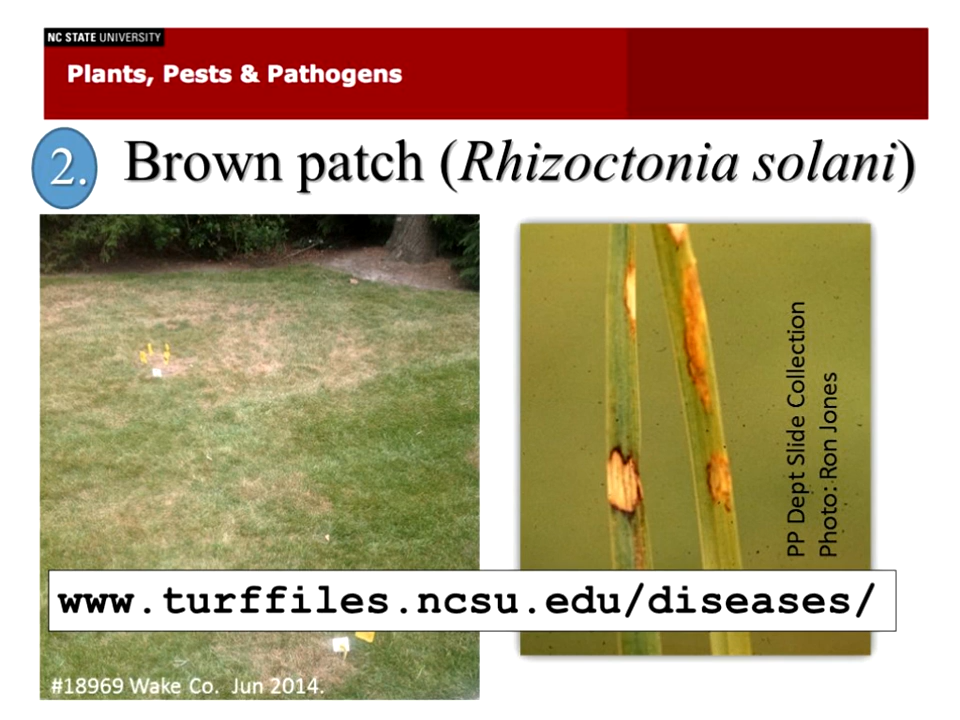 NC STATE UNIVERSITY
Plants, Pests & Pathogens
2. Brown patch (Rhizoctonia solani)
PP Dept Slide Collection
Photo: Ron Jones
www.turffiles.ncsu.edu/diseases/
#18969 Wake Co. Jun 2014.